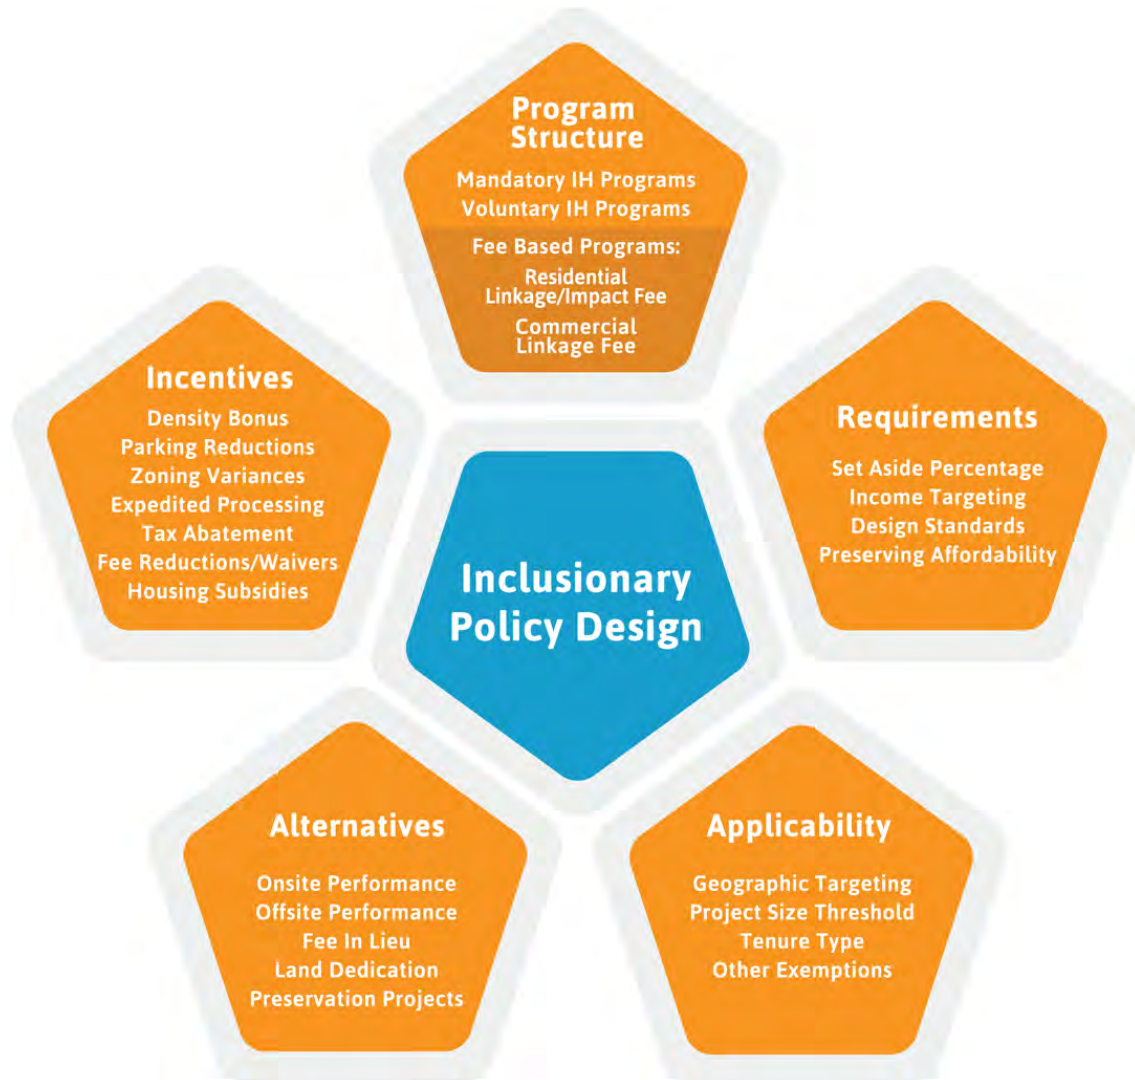 Program
Structure
Mandatory IH Programs
Voluntary IH Programs
Fee Based Programs:
Residential
Linkage/Impact Fee
Commercial
Linkage Fee
Incentives
Density Bonus
Parking Reductions
Zoning Variances
Expedited Processing
Tax Abatement
Fee Reductions/Waivers
Housing Subsidies
Requirements
Set Aside Percentage
Income Targeting
Design Standards
Preserving Affordability
Inclusionary
Policy Design
Alternatives
Onsite Performance
Offsite Performance
Fee In Lieu
Land Dedication
Preservation Projects
Applicability
Geographic Targeting
Project Size Threshold
Tenure Type
Other Exemptions